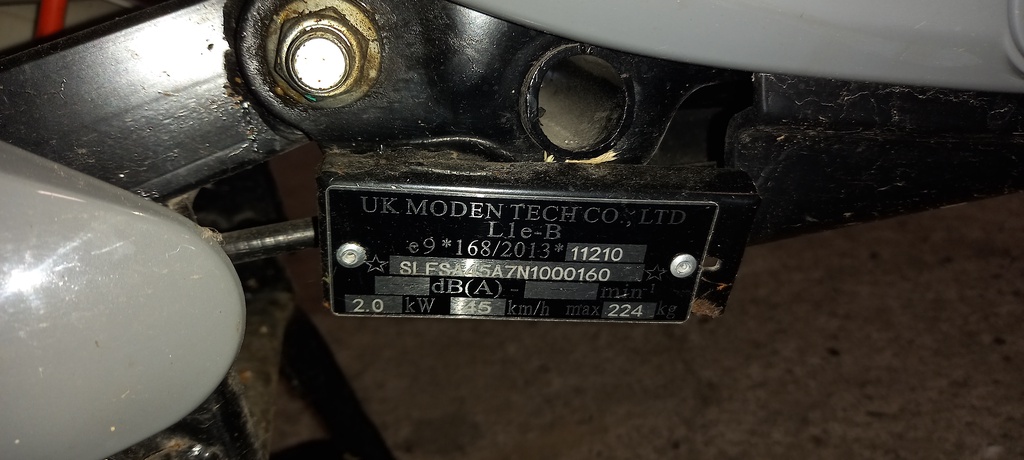 UK MODEN TECH CO., LTD
L1e-B
e9*168/2013*11210
☆ SLFSA45A7N1000160 ☆
dB(A) - min⁻¹
2.0 kW 45 km/h max 224 kg